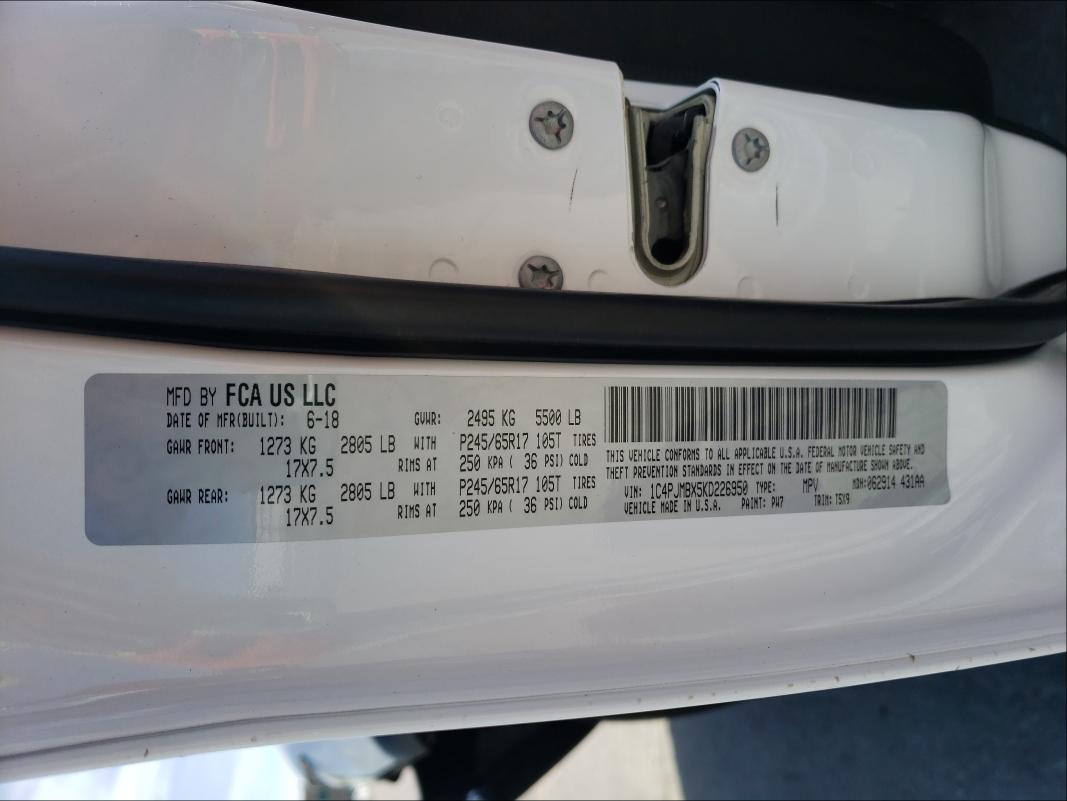 MFD BY FCA US LLC
DATE OF MFR(BUILT): 6-18 GVWR: 2495 KG 5500 LB
GAWR FRONT: 1273 KG 2805 LB WITH P245/65R17 105T TIRES
17X7.5 RIMS AT 250 KPA ( 36 PSI) COLD
GAWR REAR: 1273 KG 2805 LB WITH P245/65R17 105T TIRES
17X7.5 RIMS AT 250 KPA ( 36 PSI) COLD
THIS VEHICLE CONFORMS TO ALL APPLICABLE U.S.A. FEDERAL MOTOR VEHICLE SAFETY AND
THEFT PREVENTION STANDARDS IN EFFECT ON THE DATE OF MANUFACTURE SHOWN ABOVE.
VIN: 1C4PJMBX5KD226950 TYPE: MPV MDH:062914 431AA
VEHICLE MADE IN U.S.A. PAINT: PW7 TRIM: TSX9